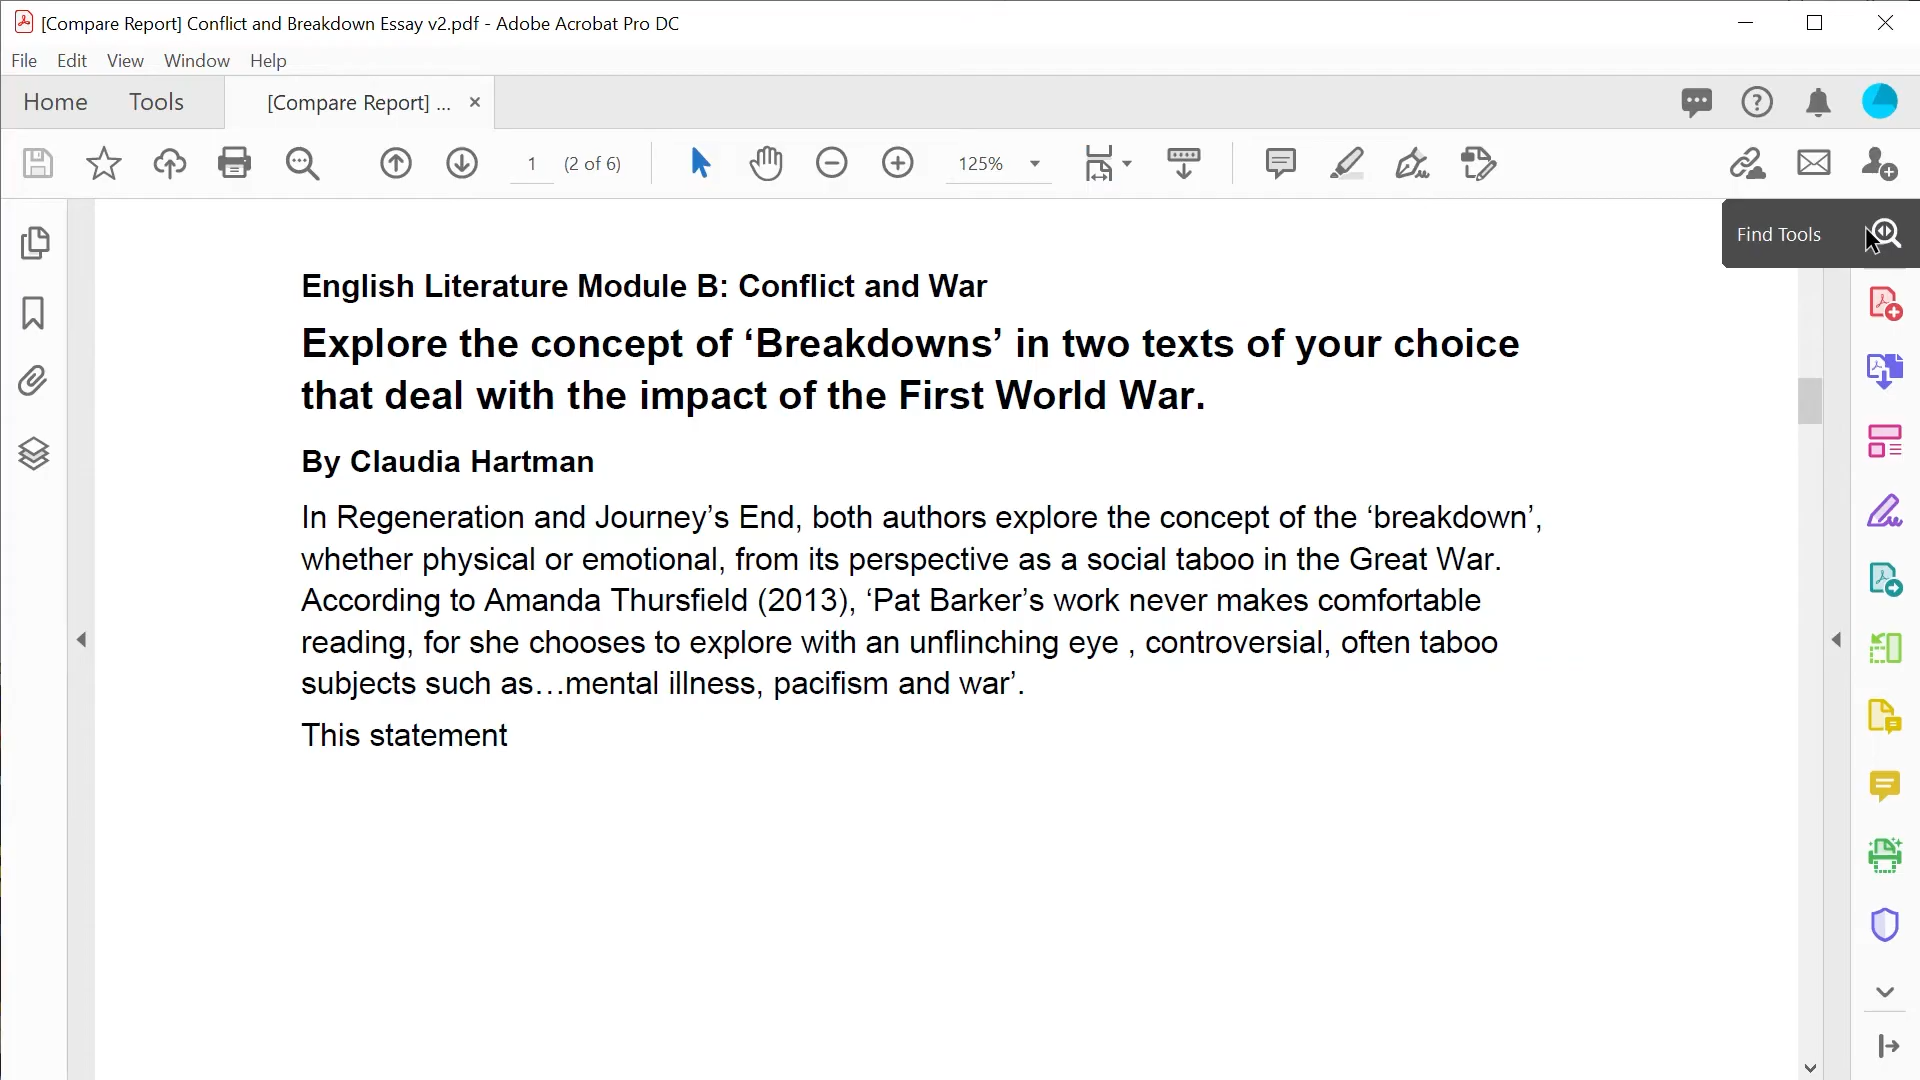 [Compare Report] Conflict and Breakdown Essay v2.pdf - Adobe Acrobat Pro DC
File Edit View Window Help
Home Tools [Compare Report] ...
1 (2 of 6) 125%
Find Tools
English Literature Module B: Conflict and War
Explore the concept of ‘Breakdowns’ in two texts of your choice
that deal with the impact of the First World War.
By Claudia Hartman
In Regeneration and Journey’s End, both authors explore the concept of the ‘breakdown’,
whether physical or emotional, from its perspective as a social taboo in the Great War.
According to Amanda Thursfield (2013), ‘Pat Barker’s work never makes comfortable
reading, for she chooses to explore with an unflinching eye , controversial, often taboo
subjects such as…mental illness, pacifism and war’.
This statement